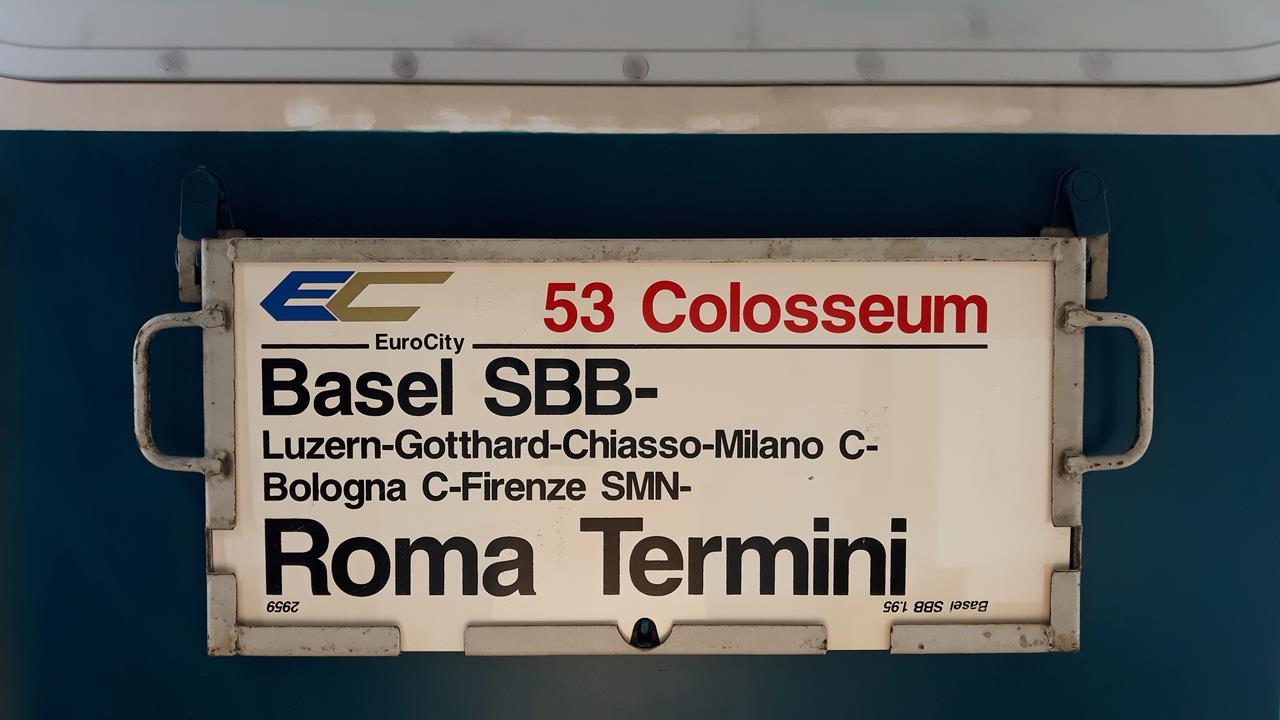 EC 53 Colosseum
EuroCity
Basel SBB-
Luzern-Gotthard-Chiasso-Milano C-
Bologna C-Firenze SMN-
Roma Termini
2959 Basel SBB 1.95